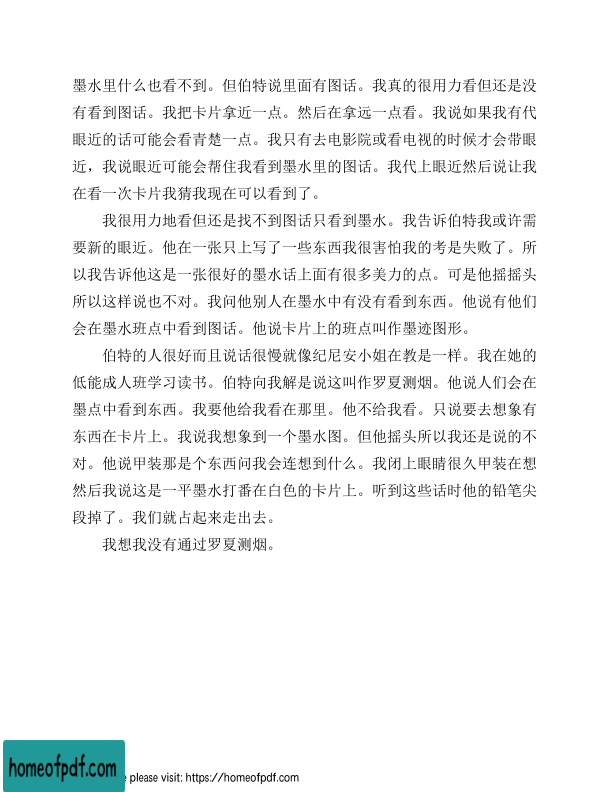 墨水里什么也看不到。但伯特说里面有图话。我真的很用力看但还是没
有看到图话。我把卡片拿近一点。然后在拿远一点看。我说如果我有代
眼近的话可能会看青楚一点。我只有去电影院或看电视的时候才会带眼
近，我说眼近可能会帮住我看到墨水里的图话。我代上眼近然后说让我
在看一次卡片我猜我现在可以看到了。
我很用力地看但还是找不到图话只看到墨水。我告诉伯特我或许需
要新的眼近。他在一张只上写了一些东西我很害怕我的考是失败了。所
以我告诉他这是一张很好的墨水话上面有很多美力的点。可是他摇摇头
所以这样说也不对。我问他别人在墨水中有没有看到东西。他说有他们
会在墨水班点中看到图话。他说卡片上的班点叫作墨迹图形。
伯特的人很好而且说话很慢就像纪尼安小姐在教是一样。我在她的
低能成人班学习读书。伯特向我解是说这叫作罗夏测烟。他说人们会在
墨点中看到东西。我要他给我看在那里。他不给我看。只说要去想象有
东西在卡片上。我说我想象到一个墨水图。但他摇头所以我还是说的不
对。他说甲装那是个东西问我会连想到什么。我闭上眼睛很久甲装在想
然后我说这是一平墨水打番在白色的卡片上。听到这些话时他的铅笔尖
段掉了。我们就占起来走出去。
我想我没有通过罗夏测烟。
homeofpdf.com
e please visit: https://homeofpdf.com